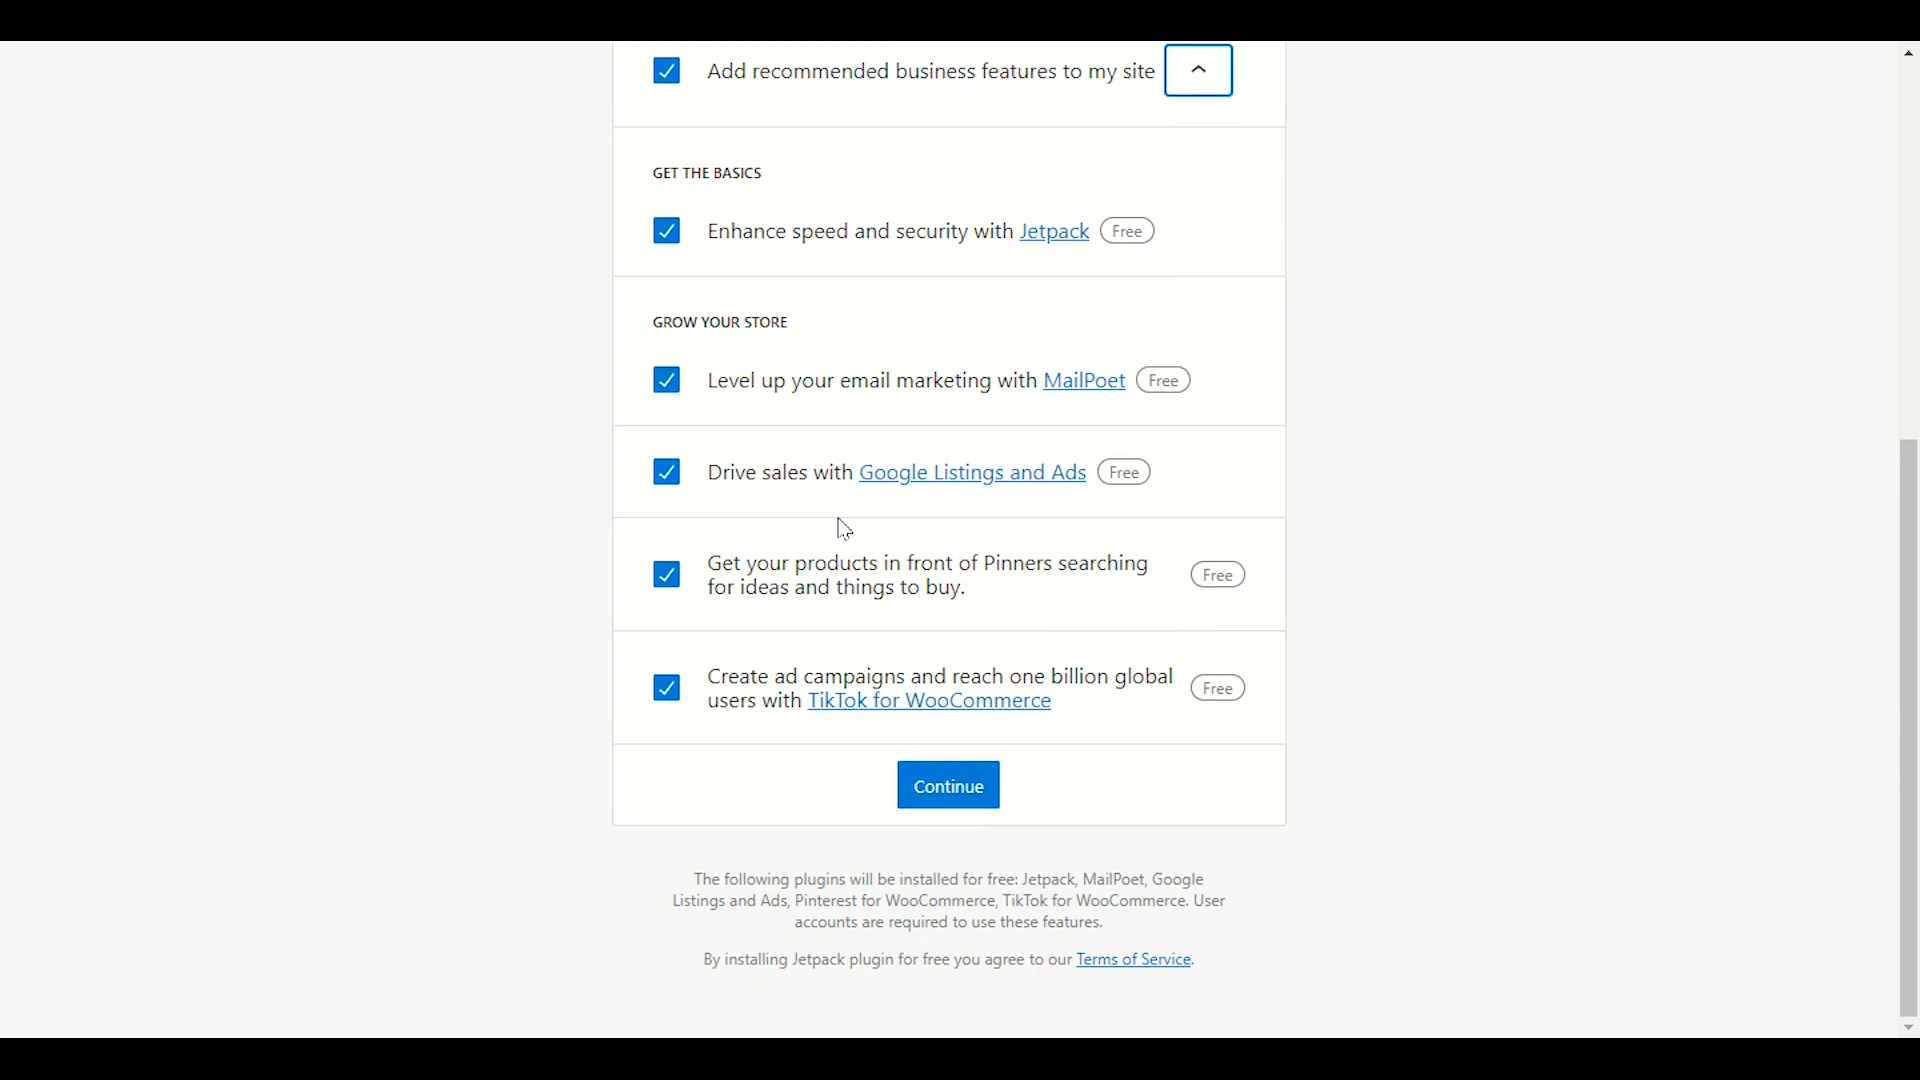 Add recommended business features to my site
GET THE BASICS
Enhance speed and security with Jetpack Free
GROW YOUR STORE
Level up your email marketing with MailPoet Free
Drive sales with Google Listings and Ads Free
Get your products in front of Pinners searching
for ideas and things to buy.
Free
Create ad campaigns and reach one billion global
users with TikTok for WooCommerce
Free
Continue
The following plugins will be installed for free: Jetpack, MailPoet, Google
Listings and Ads, Pinterest for WooCommerce, TikTok for WooCommerce. User
accounts are required to use these features.
By installing Jetpack plugin for free you agree to our Terms of Service.